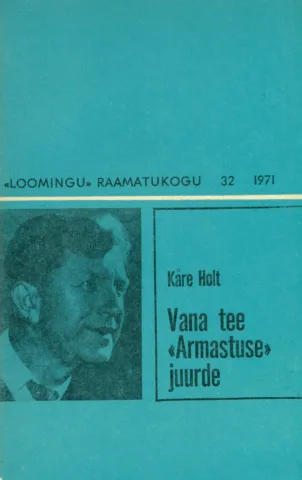 «LOOMINGU» RAAMATUKOGU 32 1971
Kåre Holt
Vana tee
«Armastuse»
juurde